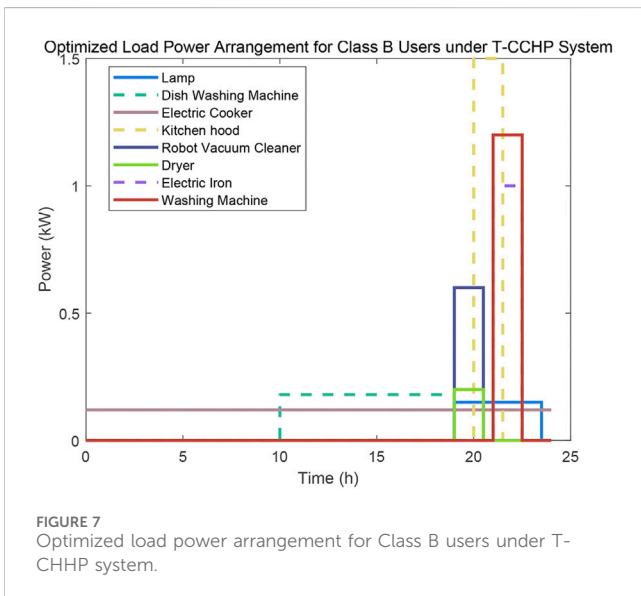 Optimized Load Power Arrangement for Class B Users under T-CCHP System
1.5
Lamp
Dish Washing Machine
Electric Cooker
Kitchen hood
Robot Vacuum Cleaner
Dryer
Electric Iron
Washing Machine
1
0.5
0
Power (kW)
0 5 10 15 20 25
Time (h)
FIGURE 7
Optimized load power arrangement for Class B users under T-
CHHP system.